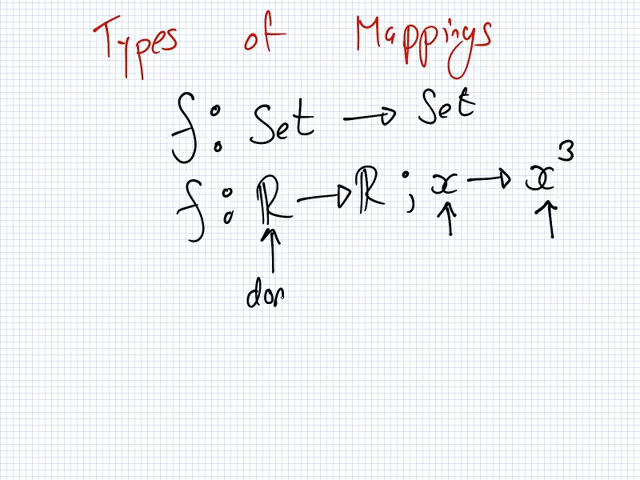 Types of Mappings
f: Set → Set
f: ℝ → ℝ; x → x³
dom